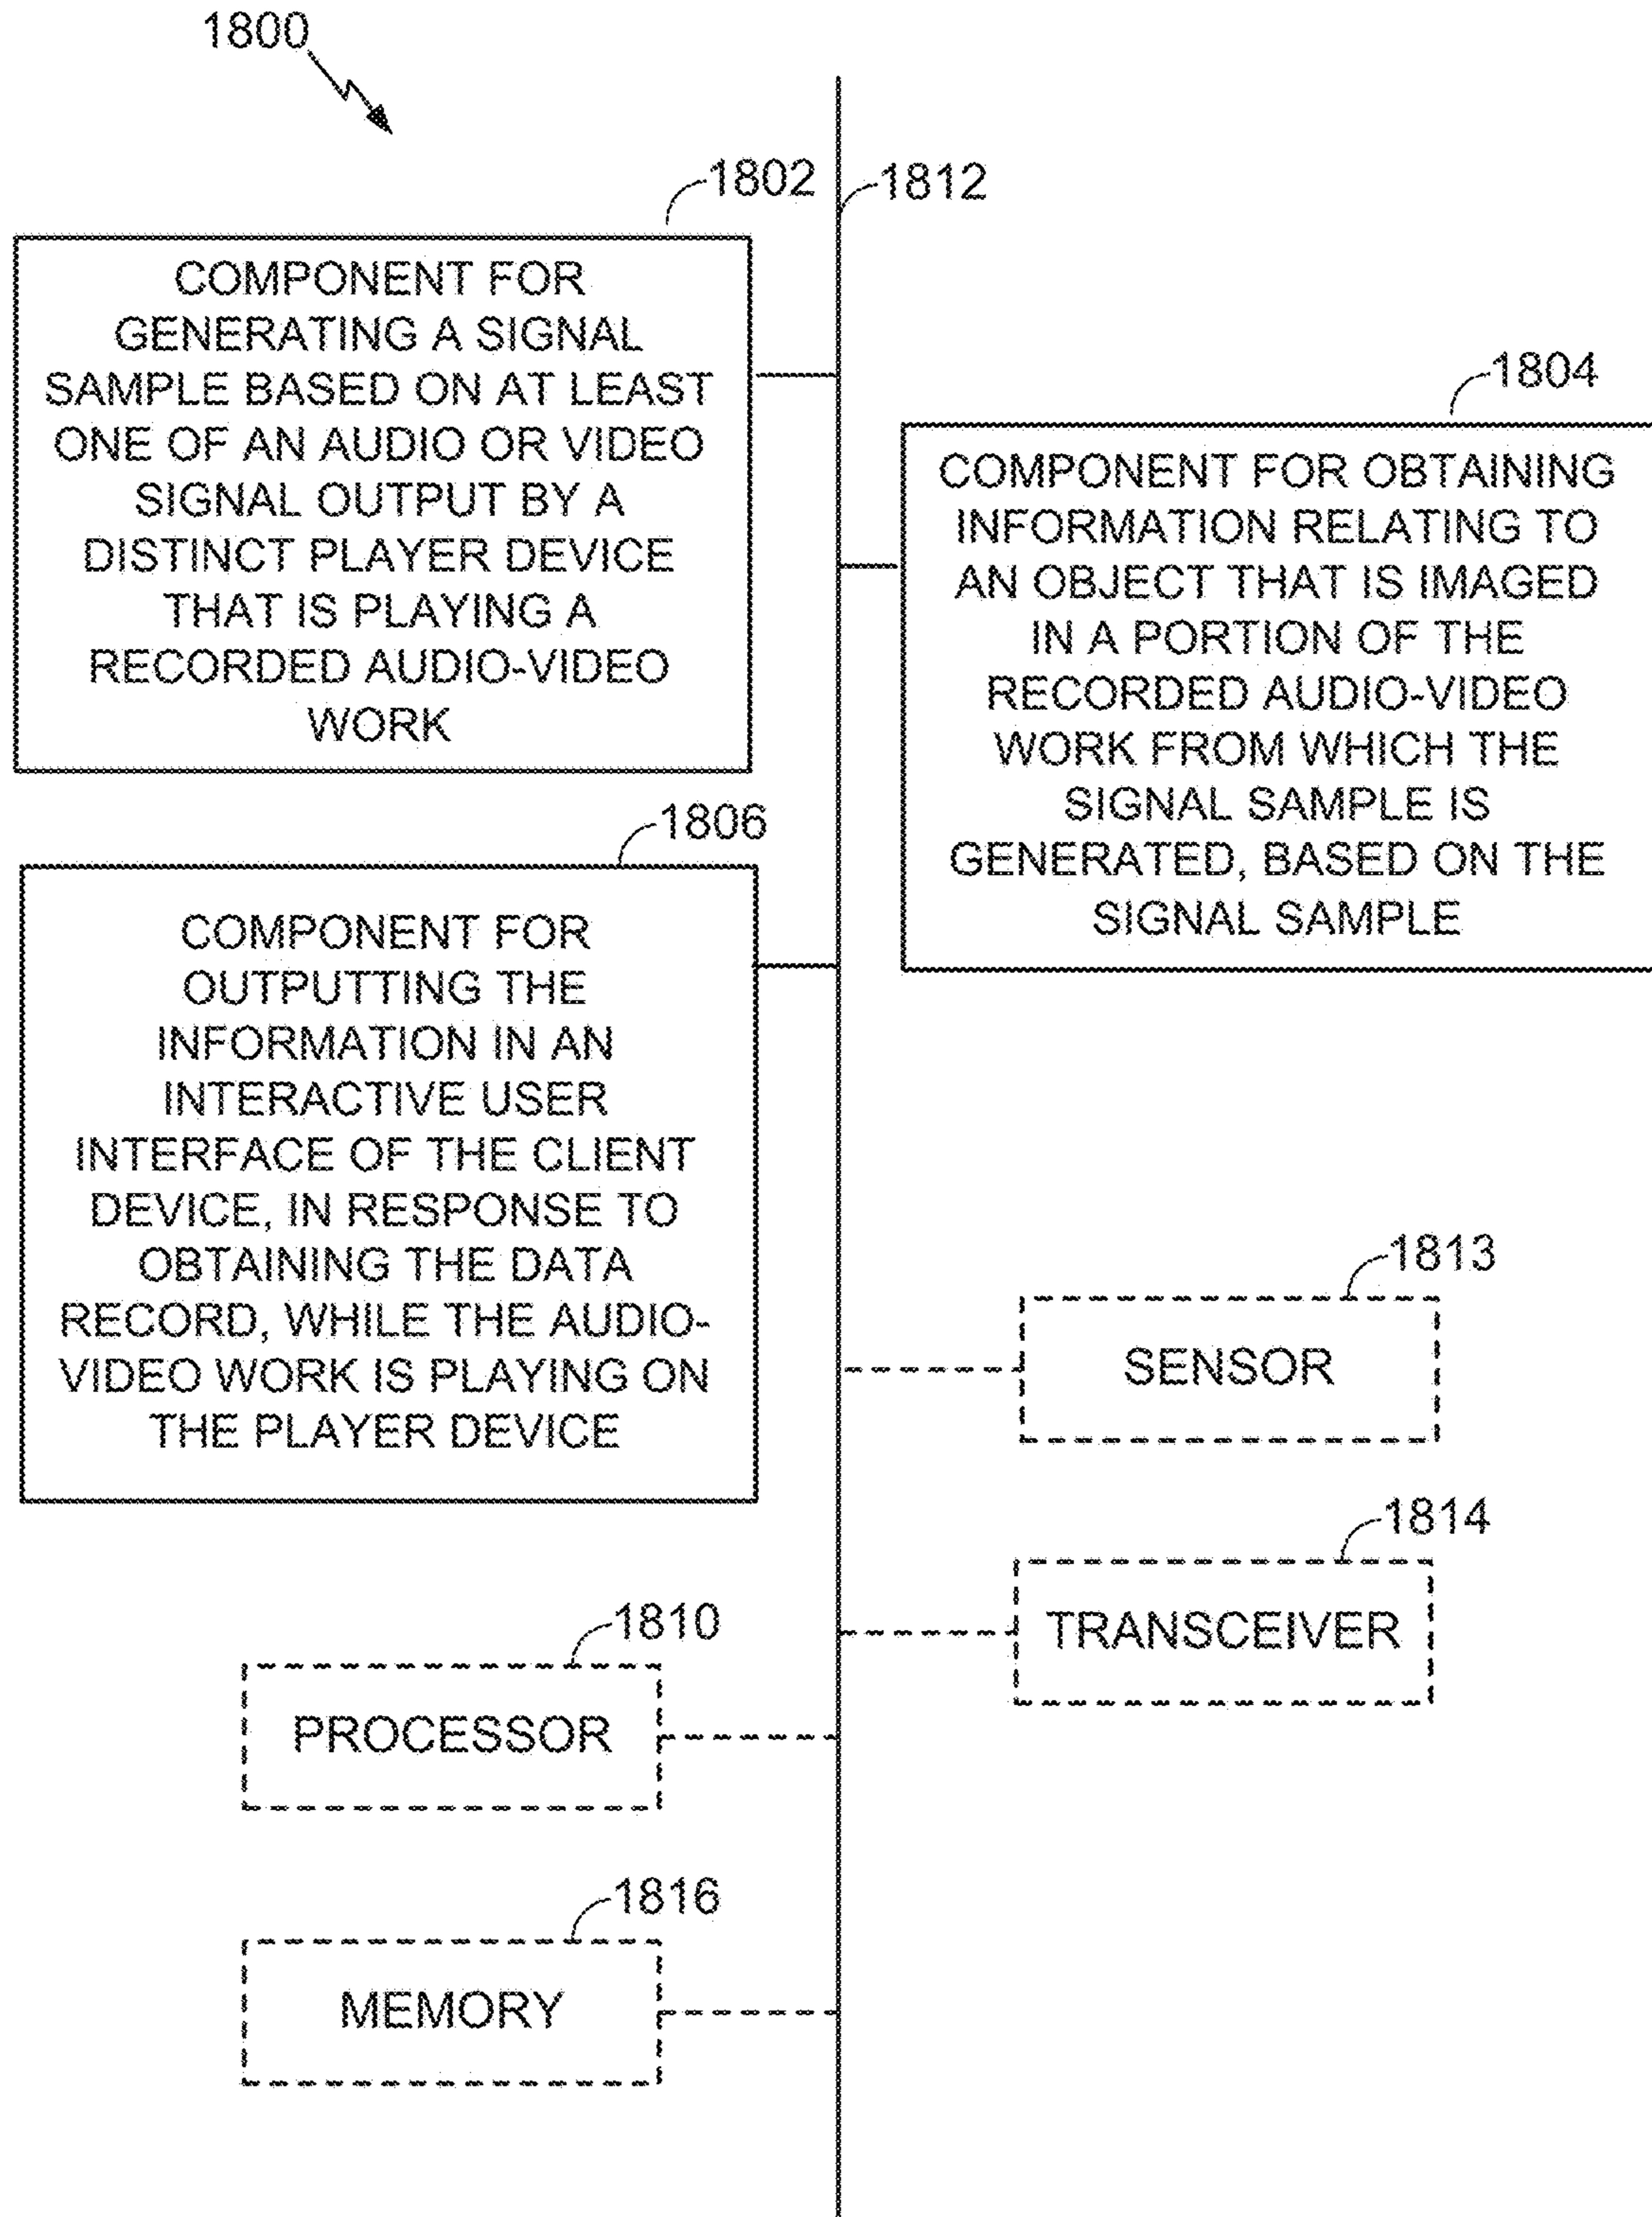 1800
1802
1812
COMPONENT FOR
GENERATING A SIGNAL
SAMPLE BASED ON AT LEAST
ONE OF AN AUDIO OR VIDEO
SIGNAL OUTPUT BY A
DISTINCT PLAYER DEVICE
THAT IS PLAYING A
RECORDED AUDIO-VIDEO
WORK
1804
COMPONENT FOR OBTAINING
INFORMATION RELATING TO
AN OBJECT THAT IS IMAGED
IN A PORTION OF THE
RECORDED AUDIO-VIDEO
WORK FROM WHICH THE
SIGNAL SAMPLE IS
GENERATED, BASED ON THE
SIGNAL SAMPLE
1806
COMPONENT FOR
OUTPUTTING THE
INFORMATION IN AN
INTERACTIVE USER
INTERFACE OF THE CLIENT
DEVICE, IN RESPONSE TO
OBTAINING THE DATA
RECORD, WHILE THE AUDIO-
VIDEO WORK IS PLAYING ON
THE PLAYER DEVICE
1813
SENSOR
1814
TRANSCEIVER
1810
PROCESSOR
1816
MEMORY